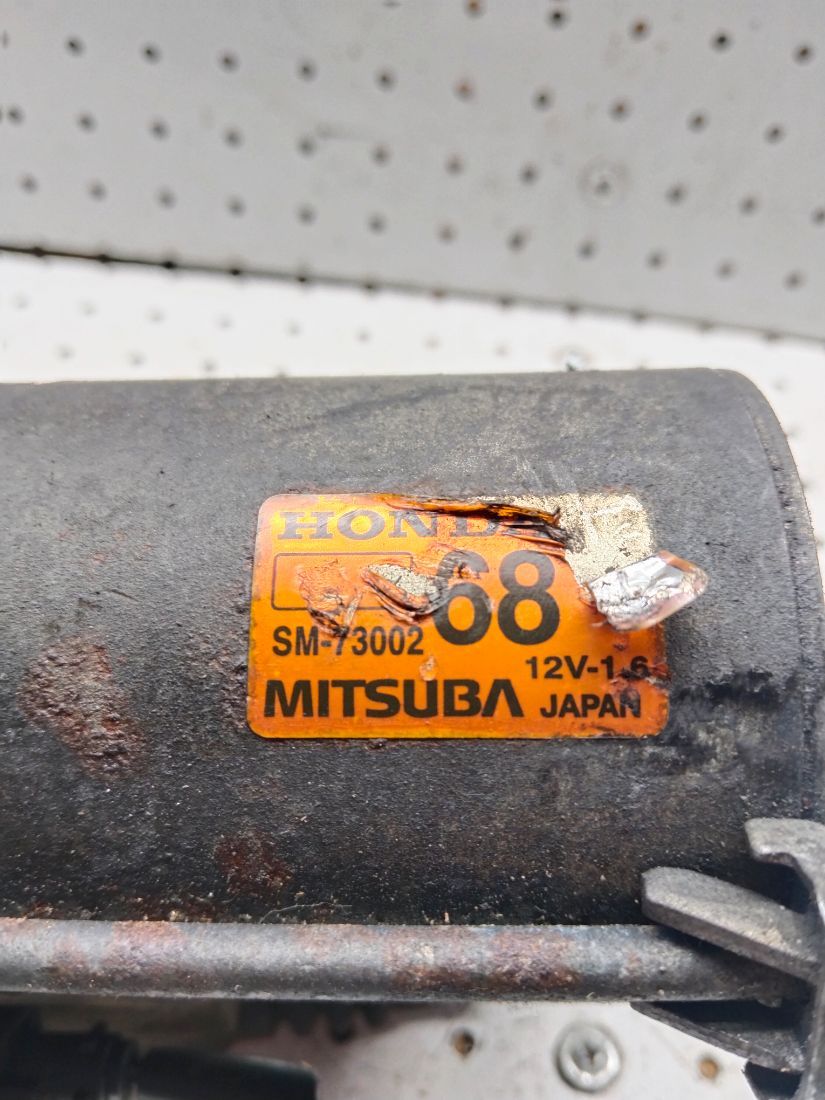 HONDA
68
SM-73002
12V-1.6
MITSUBA JAPAN